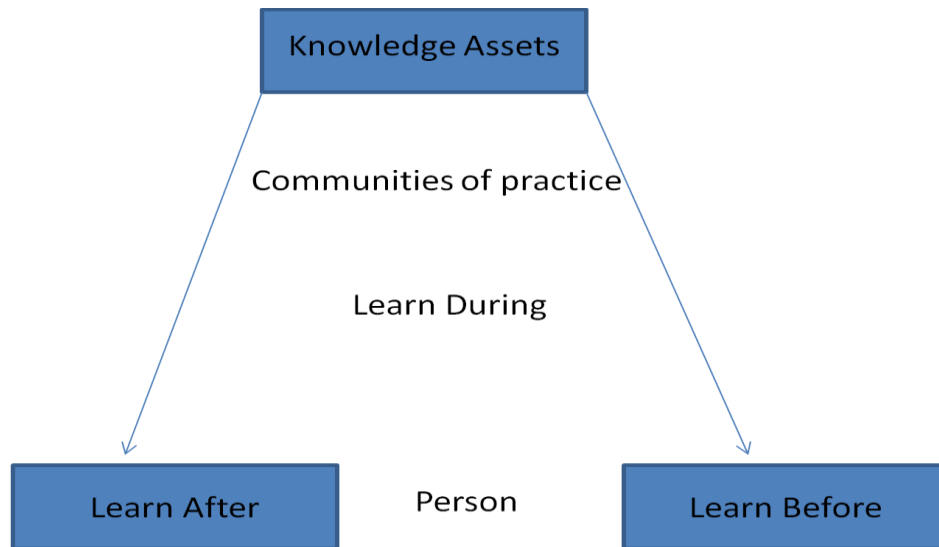 Knowledge Assets
Communities of practice
Learn During
Learn After
Person
Learn Before